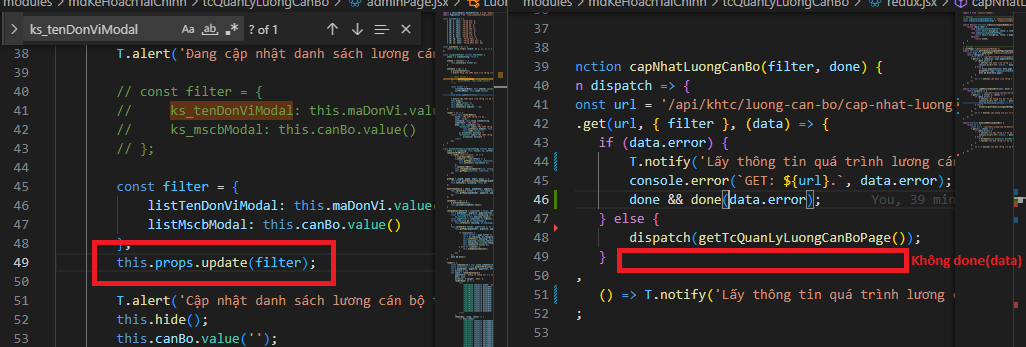 modules > mdKeHoachTaiChinh > tcQuanLyLuongCanBo > adminPage.jsx >
ks_tenDonViModal Aa ab .* ? of 1
38 T.alert('Đang cập nhật danh sách lương cán
39
40 // const filter = {
41 // ks_tenDonViModal: this.maDonVi.value
42 // ks_mscbModal: this.canBo.value()
43 // };
44
45 const filter = {
46 listTenDonViModal: this.maDonVi.value
47 listMscbModal: this.canBo.value()
48 };
49 this.props.update(filter);
50
51 T.alert('Cập nhật danh sách lương cán bộ t
52 this.hide();
53 this.canBo.value('');
modules > mdKeHoachTaiChinh > tcQuanLyLuongCanBo > redux.jsx > capNhatL
37
38
39 nction capNhatLuongCanBo(filter, done) {
40 n dispatch => {
41 onst url = '/api/khtc/luong-can-bo/cap-nhat-luong
42 .get(url, { filter }, (data) => {
43 if (data.error) {
44 T.notify('Lấy thông tin quá trình lương cá
45 console.error(`GET: ${url}.`, data.error);
46 done && done(data.error); You, 39 min
47 } else {
48 dispatch(getTcQuanLyLuongCanBoPage());
49 } Không done(data)
50 ,
51 () => T.notify('Lấy thông tin quá trình lương
52 ;
53